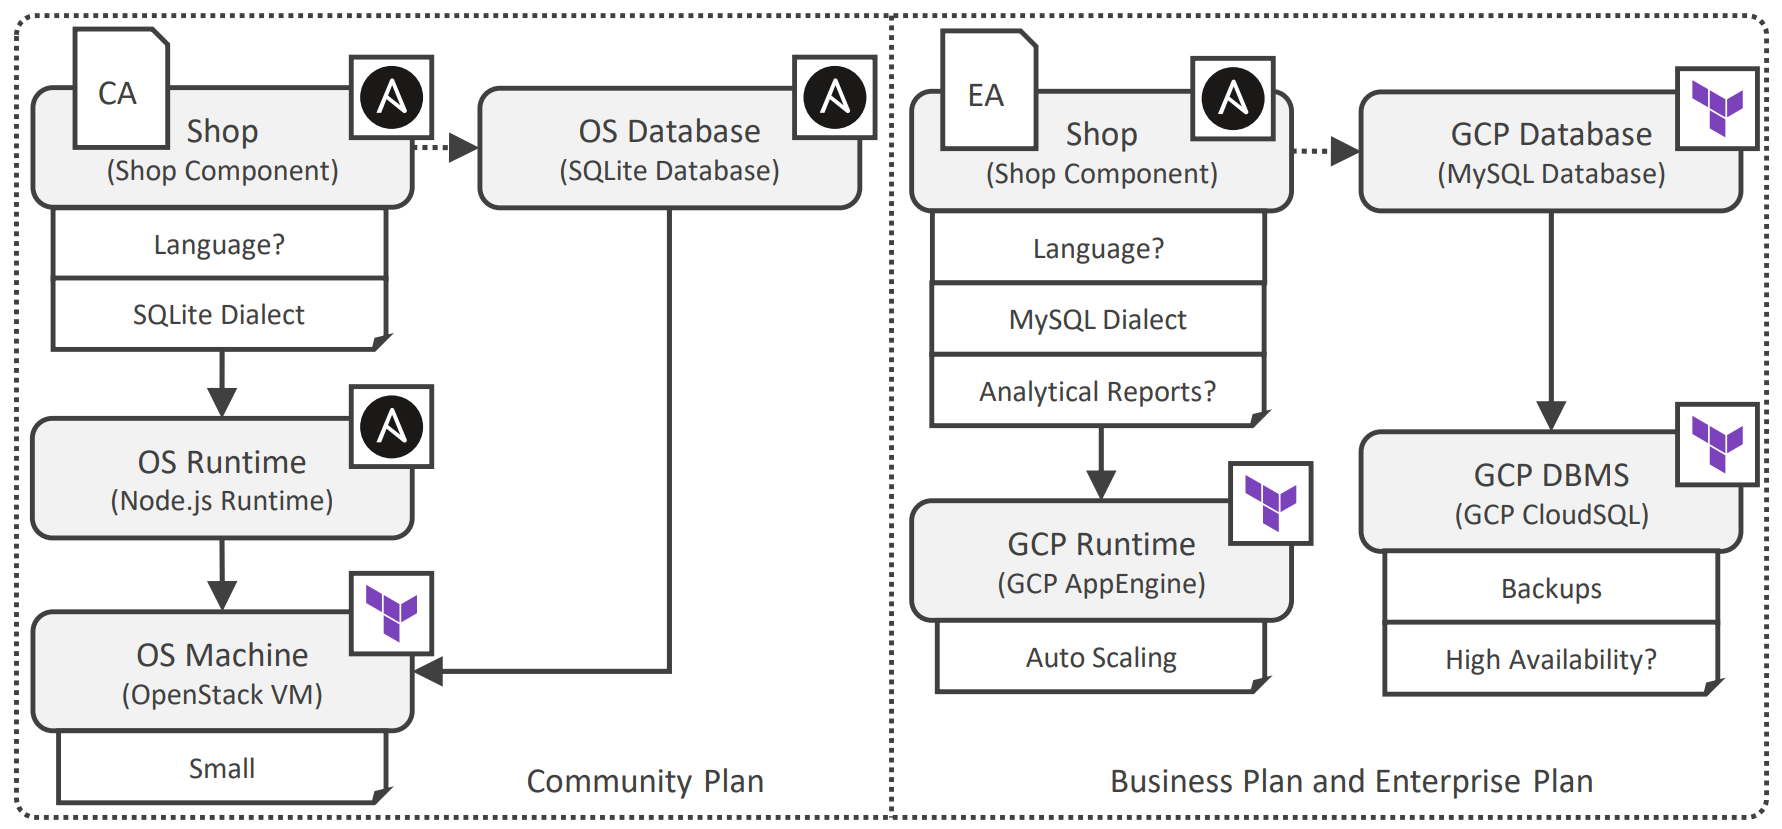 CA
Shop
(Shop Component)
OS Database
(SQLite Database)
Language?
SQLite Dialect
OS Runtime
(Node.js Runtime)
OS Machine
(OpenStack VM)
Small
Community Plan
EA
Shop
(Shop Component)
GCP Database
(MySQL Database)
Language?
MySQL Dialect
Analytical Reports?
GCP Runtime
(GCP AppEngine)
Auto Scaling
GCP DBMS
(GCP CloudSQL)
Backups
High Availability?
Business Plan and Enterprise Plan